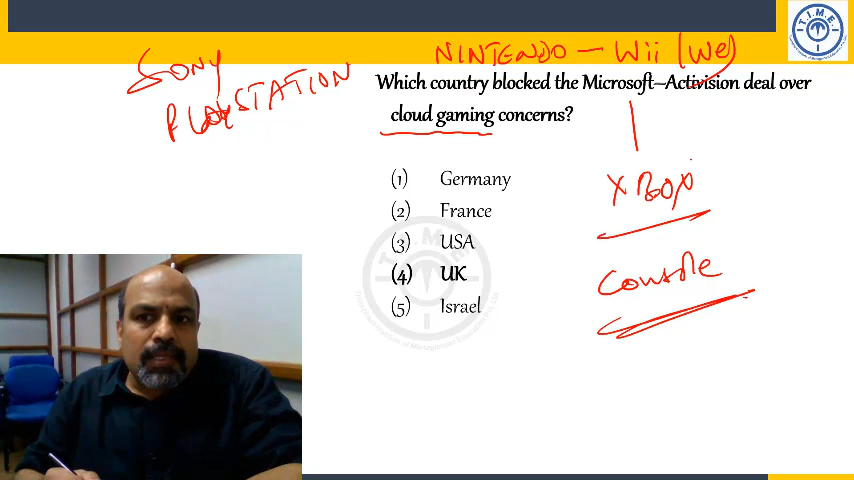 T.I.M.E.
NINTENDO - Wii (We)
SONY
PLAYSTATION
Which country blocked the Microsoft–Activision deal over
cloud gaming concerns?
(1) Germany
(2) France
(3) USA
(4) UK
(5) Israel
XBOX
Console
T.I.M.E.